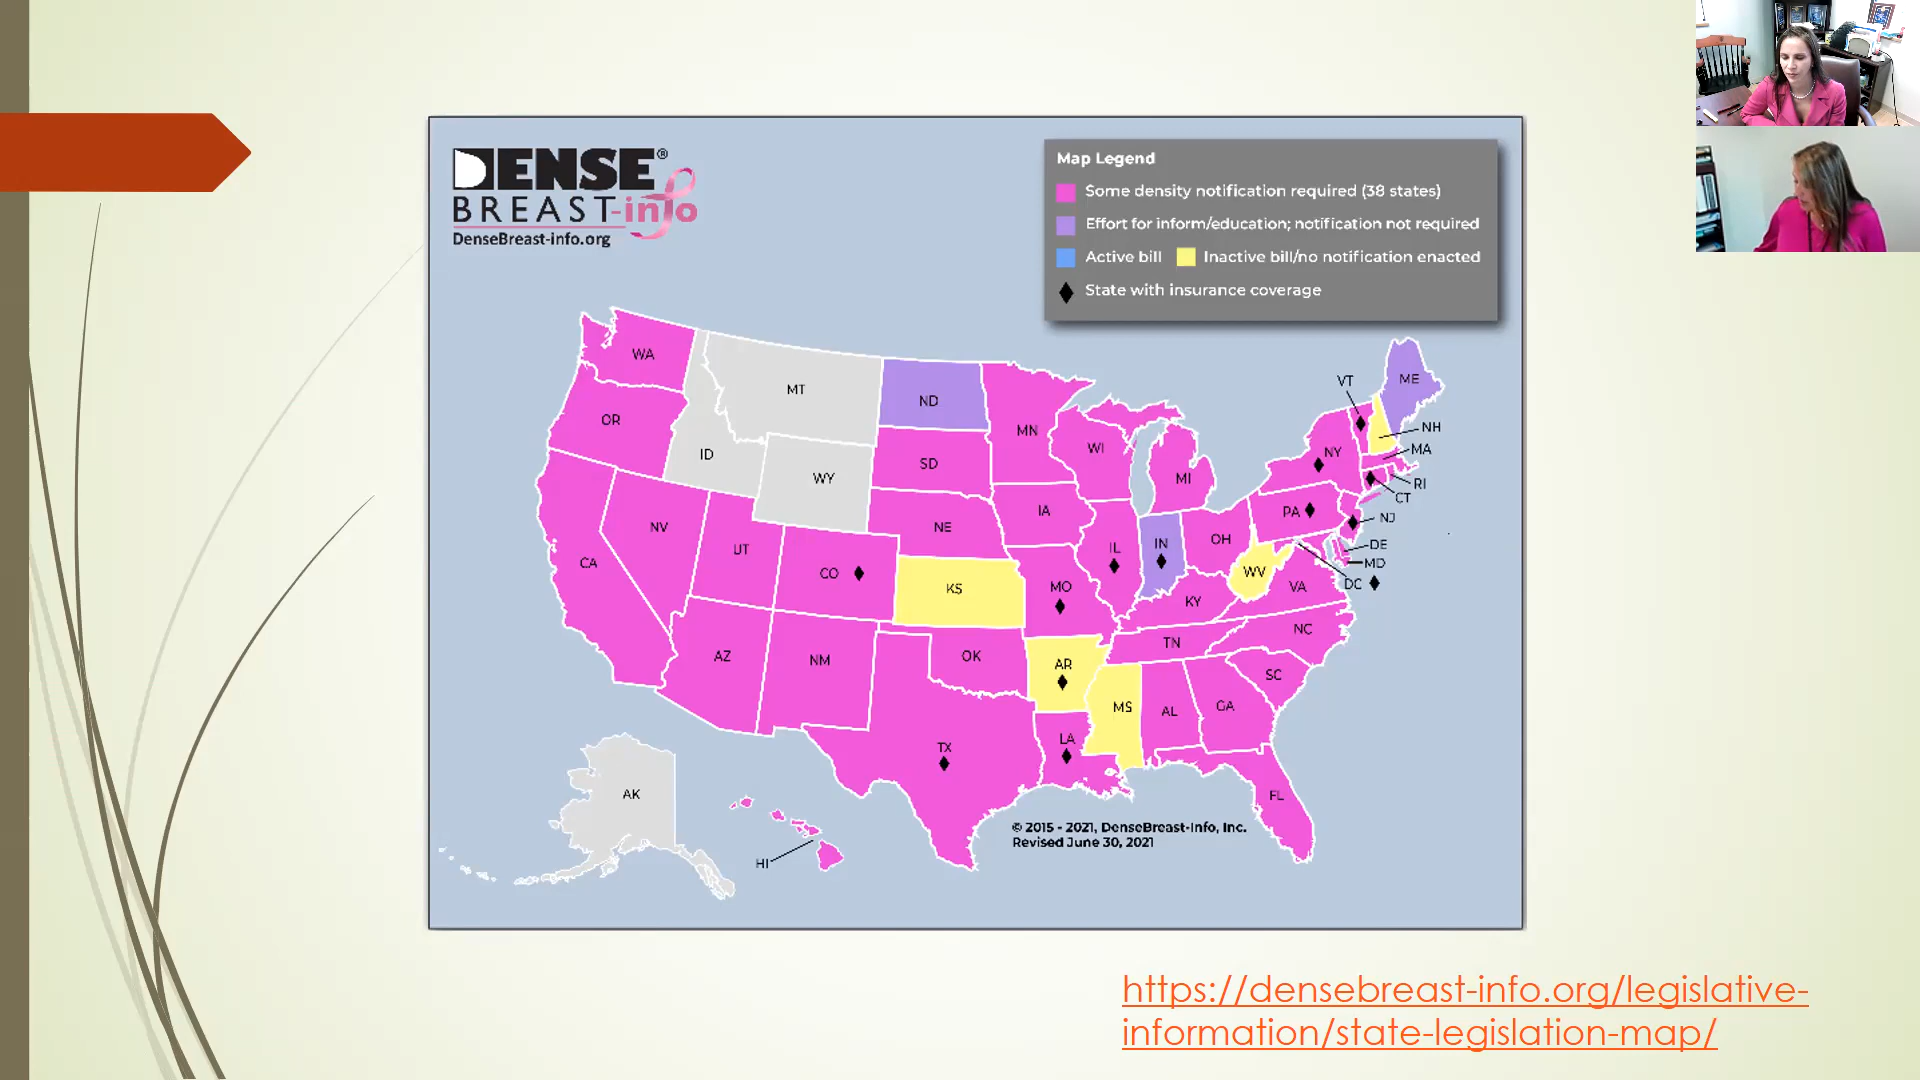 DENSE®
BREAST-info
DenseBreast-info.org
Map Legend
Some density notification required (38 states)
Effort for inform/education; notification not required
Active bill
Inactive bill/no notification enacted
State with insurance coverage
WA
MT
ND
MN
OR
ID
WY
SD
WI
MI
VT
ME
NH
MA
NY
RI
CT
NJ
PA
DE
MD
DC
NV
UT
CA
CO
NE
IA
IL
IN
OH
WV
VA
KS
MO
KY
NC
TN
SC
AZ
NM
OK
AR
MS
AL
GA
TX
LA
FL
AK
HI
© 2015 - 2021, DenseBreast-Info, Inc.
Revised June 30, 2021
https://densebreast-info.org/legislative-
information/state-legislation-map/